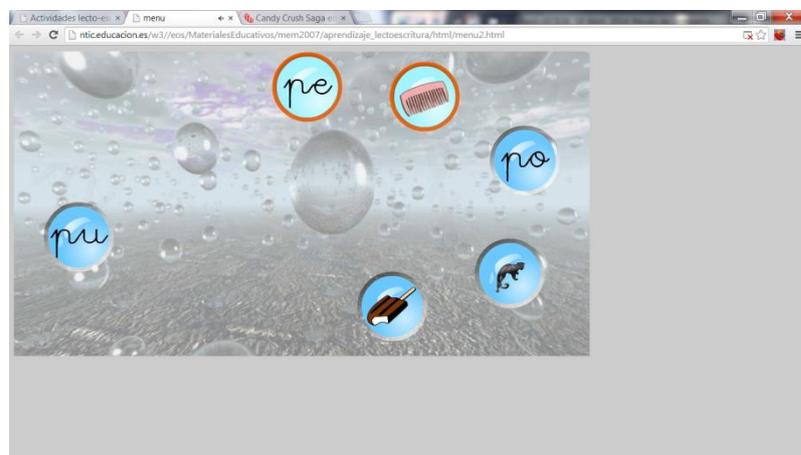 Actividades lecto-es
menu
Candy Crush Saga en
ntic.educacion.es/w3//eos/MaterialesEducativos/mem2007/aprendizaje_lectoescritura/html/menu2.html
pe
po
pu